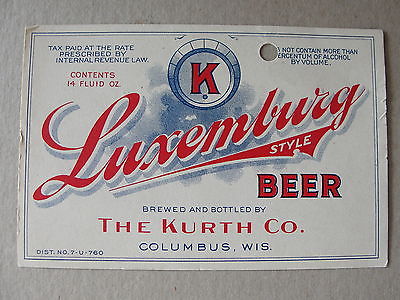 TAX PAID AT THE RATE
PRESCRIBED BY
INTERNAL REVENUE LAW.
CONTENTS
14 FLUID OZ.
K
NOT CONTAIN MORE THAN
PERCENTUM OF ALCOHOL
BY VOLUME.
Luxemburg
STYLE
BEER
BREWED AND BOTTLED BY
THE KURTH CO.
COLUMBUS, WIS.
DIST. NO. 7-U-760